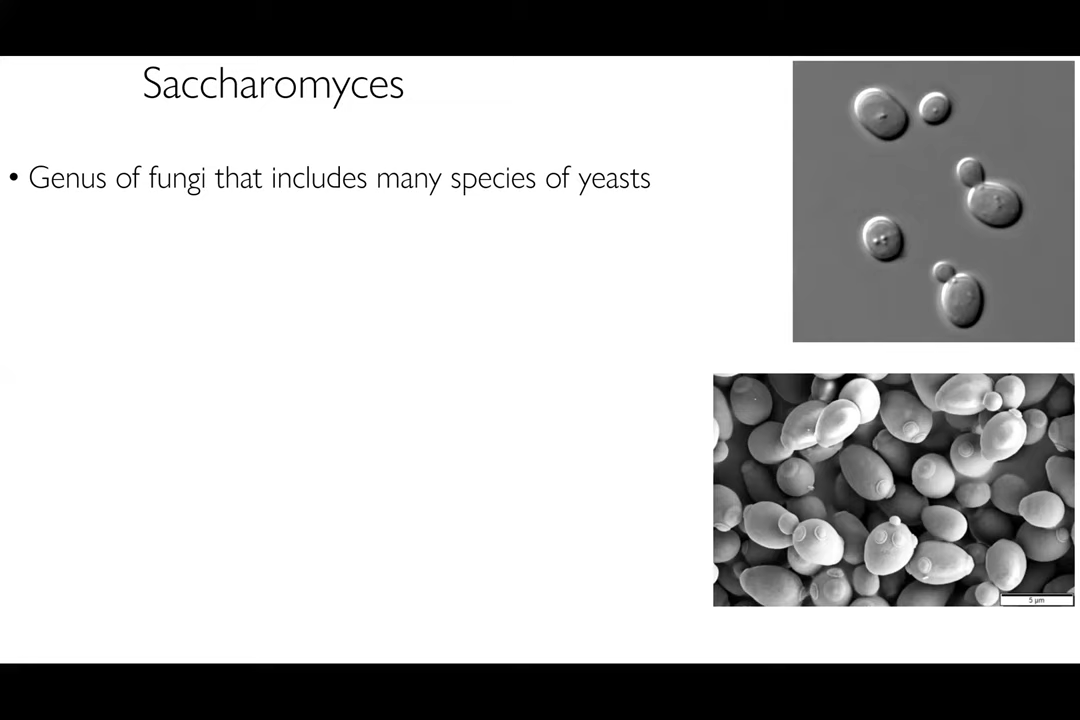 Saccharomyces
• Genus of fungi that includes many species of yeasts
5 µm